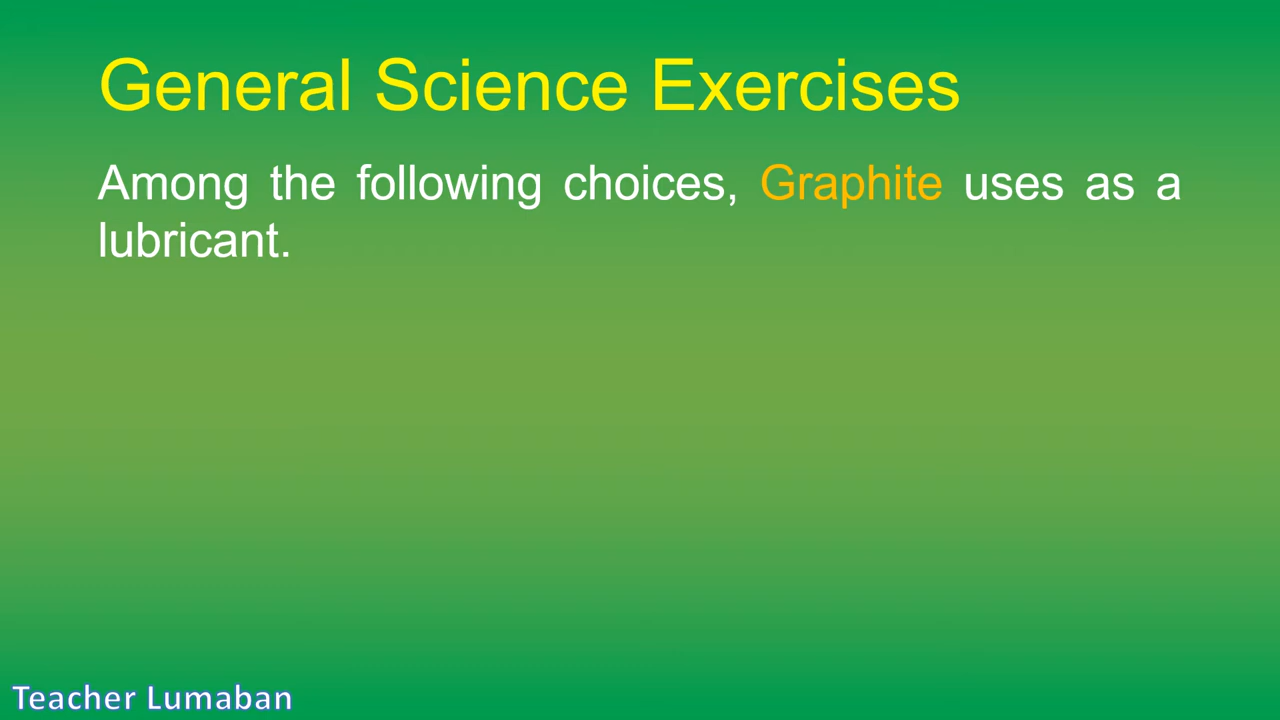 General Science Exercises
Among the following choices, Graphite uses as a
lubricant.
Teacher Lumaban